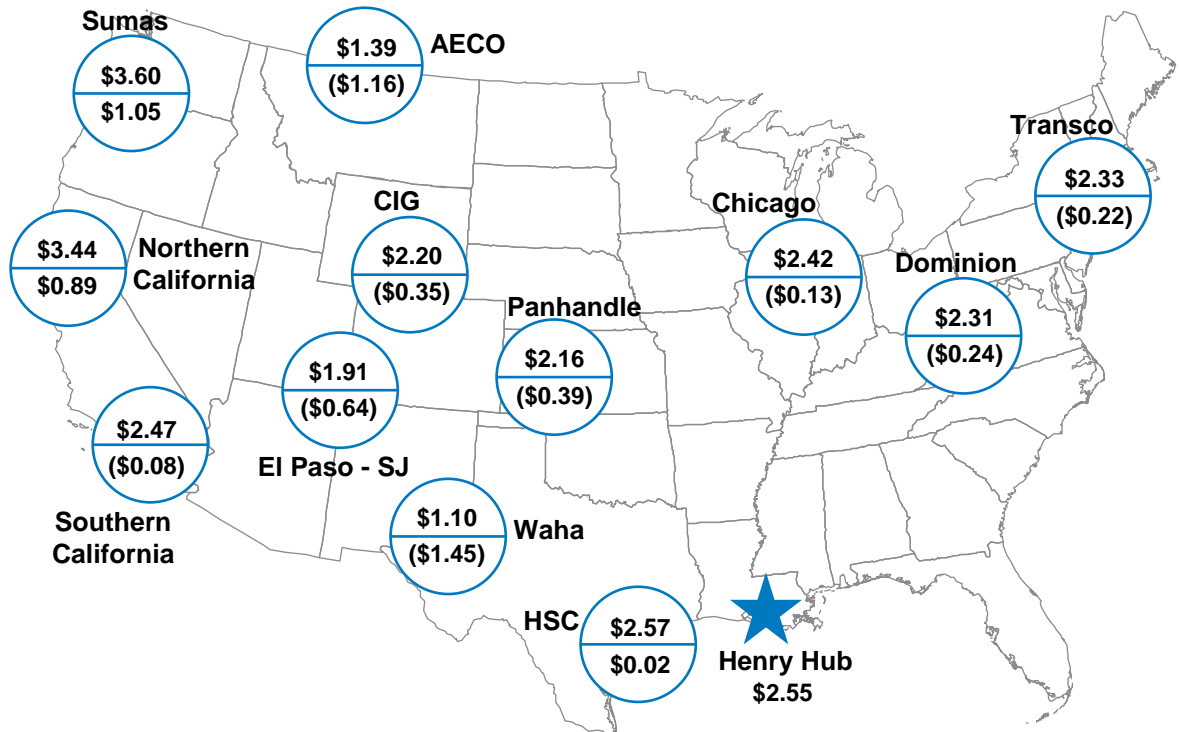 Sumas
$3.60
$1.05
$1.39
($1.16)
AECO
Transco
$2.33
($0.22)
CIG
$2.20
($0.35)
Chicago
$2.42
($0.13)
$3.44
$0.89
Northern
California
Dominion
$2.31
($0.24)
Panhandle
$2.16
($0.39)
$1.91
($0.64)
El Paso - SJ
$2.47
($0.08)
Southern
California
$1.10
($1.45)
Waha
HSC
$2.57
$0.02
Henry Hub
$2.55